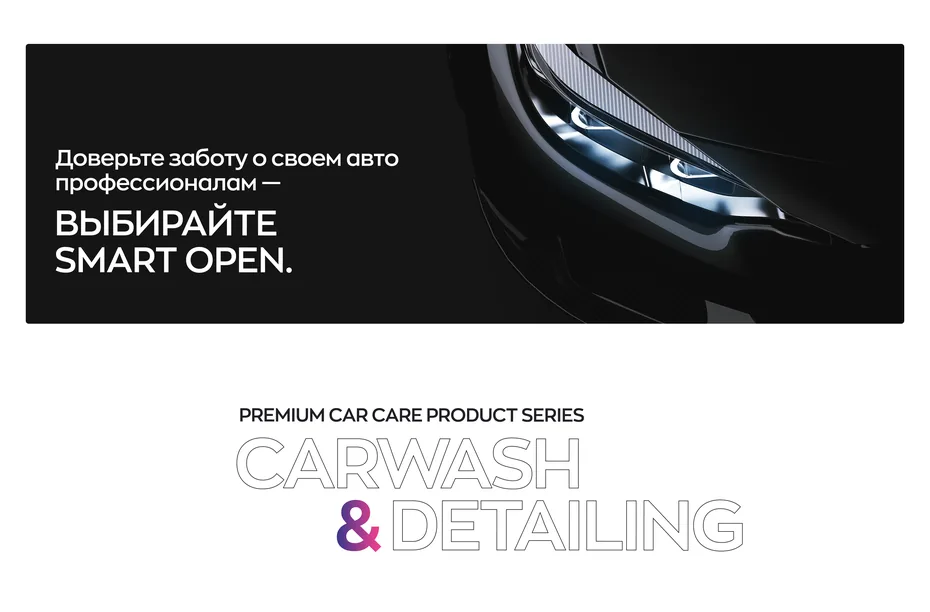 Доверьте заботу о своем авто
профессионалам —
ВЫБИРАЙТЕ
SMART OPEN.
PREMIUM CAR CARE PRODUCT SERIES
CARWASH
& DETAILING